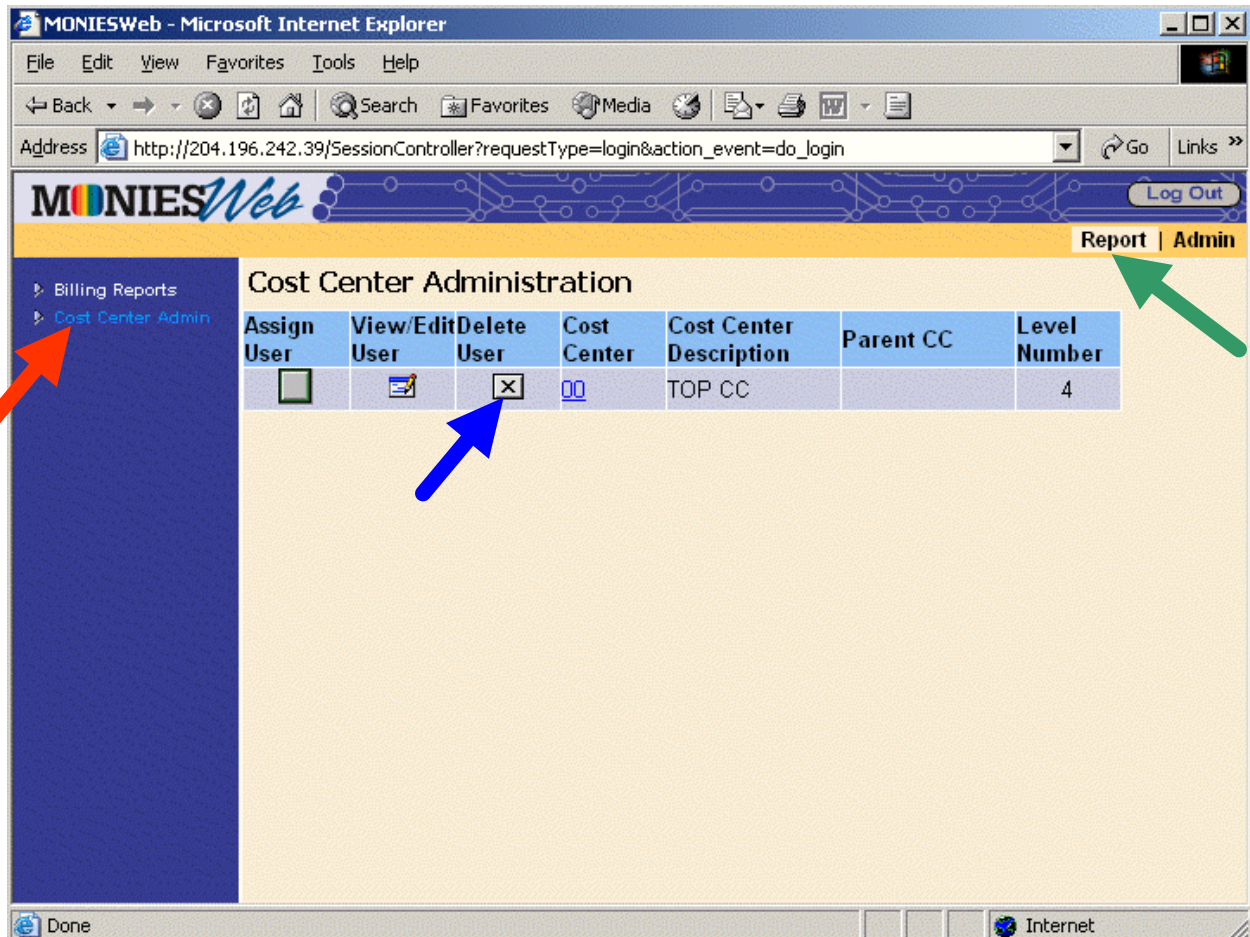 MONIESWeb - Microsoft Internet Explorer
File Edit View Favorites Tools Help
Back Search Favorites Media
Address http://204.196.242.39/SessionController?requestType=login&action_event=do_login Go Links »
MONIESWeb Log Out
Report | Admin
Billing Reports
Cost Center Admin
Cost Center Administration
Assign User View/Edit User Delete User Cost Center Cost Center Description Parent CC Level Number
00 TOP CC 4
Done Internet